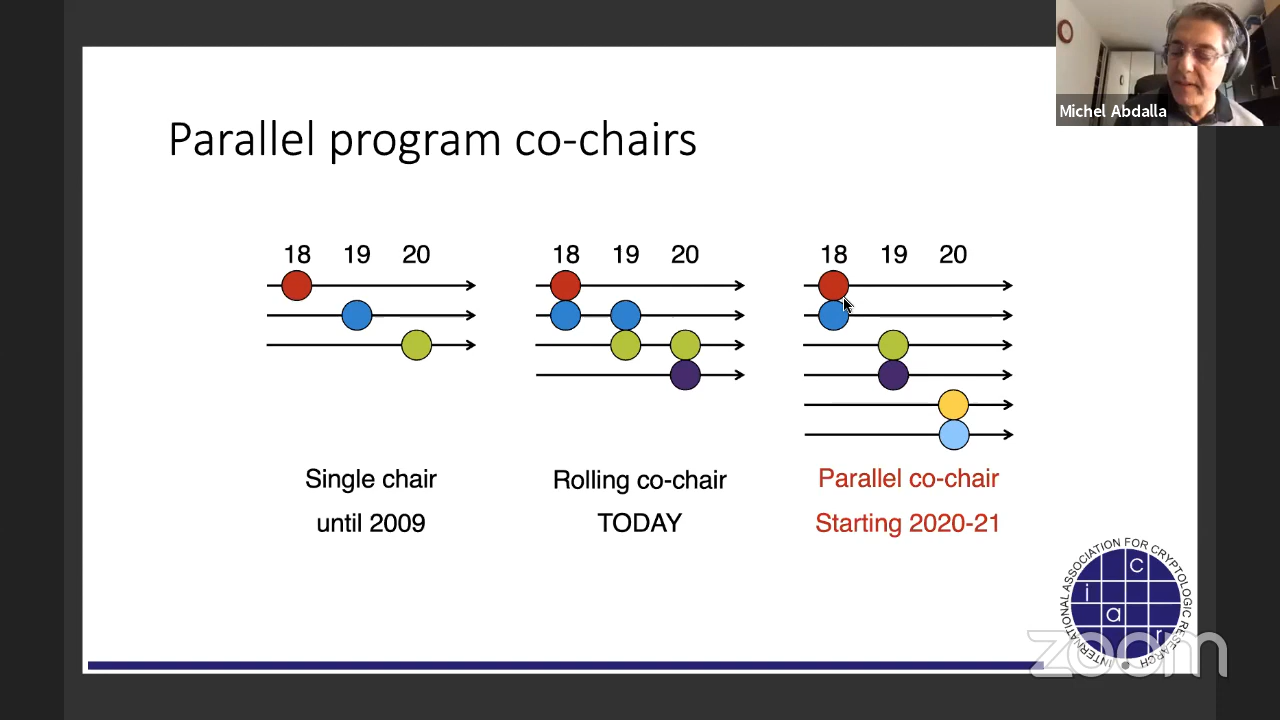 Michel Abdalla
Parallel program co-chairs
18 19 20
18 19 20
18 19 20
Single chair
until 2009
Rolling co-chair
TODAY
Parallel co-chair
Starting 2020-21
INTERNATIONAL ASSOCIATION FOR CRYPTOLOGIC RESEARCH
i a c r
zoom